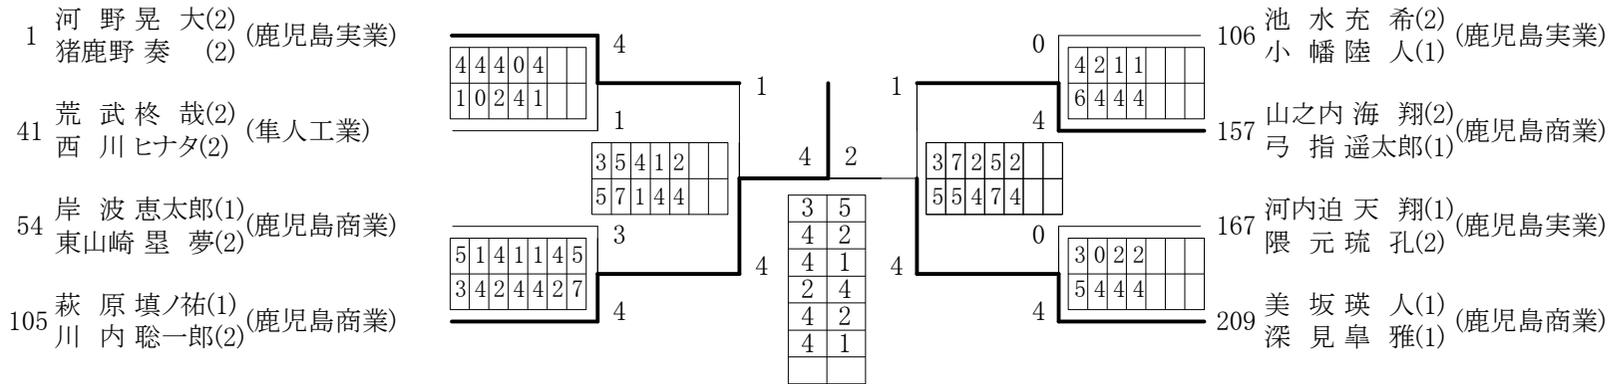 1 河 野 晃 大(2) (鹿児島実業)
猪鹿野 奏 (2)
41 荒 武 柊 哉(2) (隼人工業)
西 川 ヒナタ(2)
54 岸 波 恵太郎(1) (鹿児島商業)
東山崎 塁 夢(2)
105 萩 原 填ノ祐(1) (鹿児島商業)
川 内 聡一郎(2)
4
4 4 4 0 4
1 0 2 4 1
1
1
3 5 4 1 2
5 7 1 4 4
3
5 1 4 1 1 4 5
3 4 2 4 4 2 7
4
4
4 2
3 5
4 2
4 1
2 4
4 2
4 1
1
0
4 2 1 1
6 4 4 4
4
3 7 2 5 2
5 5 4 7 4
4
0
3 0 2 2
5 4 4 4
4
106 池 水 充 希(2) (鹿児島実業)
小 幡 陸 人(1)
157 山之内 海 翔(2) (鹿児島商業)
弓 指 遥太郎(1)
167 河内迫 天 翔(1) (鹿児島実業)
隈 元 琉 孔(2)
209 美 坂 瑛 人(1) (鹿児島商業)
深 見 皐 雅(1)